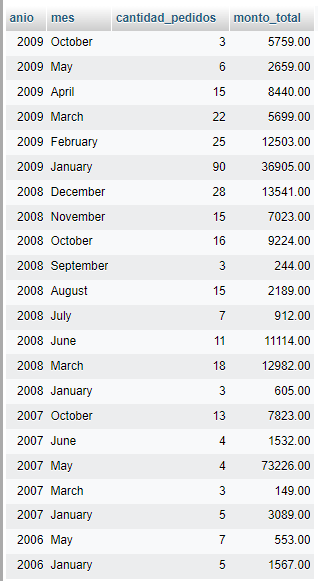 anio mes cantidad_pedidos monto_total
2009 October 3 5759.00
2009 May 6 2659.00
2009 April 15 8440.00
2009 March 22 5699.00
2009 February 25 12503.00
2009 January 90 36905.00
2008 December 28 13541.00
2008 November 15 7023.00
2008 October 16 9224.00
2008 September 3 244.00
2008 August 15 2189.00
2008 July 7 912.00
2008 June 11 11114.00
2008 March 18 12982.00
2008 January 3 605.00
2007 October 13 7823.00
2007 June 4 1532.00
2007 May 4 73226.00
2007 March 3 149.00
2007 January 5 3089.00
2006 May 7 553.00
2006 January 5 1567.00